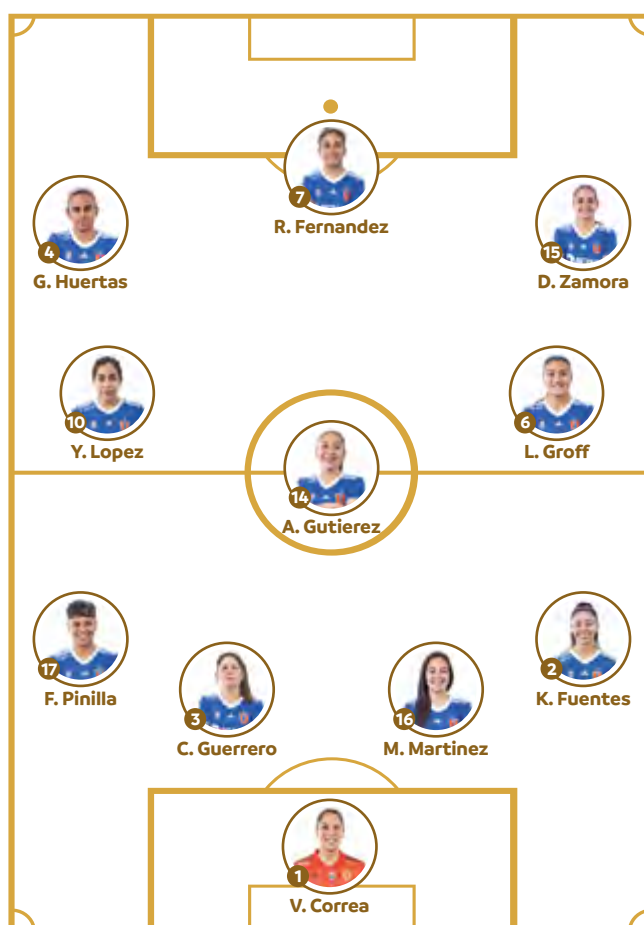 7
R. Fernandez
4
G. Huertas
15
D. Zamora
10
Y. Lopez
6
L. Groff
14
A. Gutierez
17
F. Pinilla
2
K. Fuentes
3
C. Guerrero
16
M. Martinez
1
V. Correa